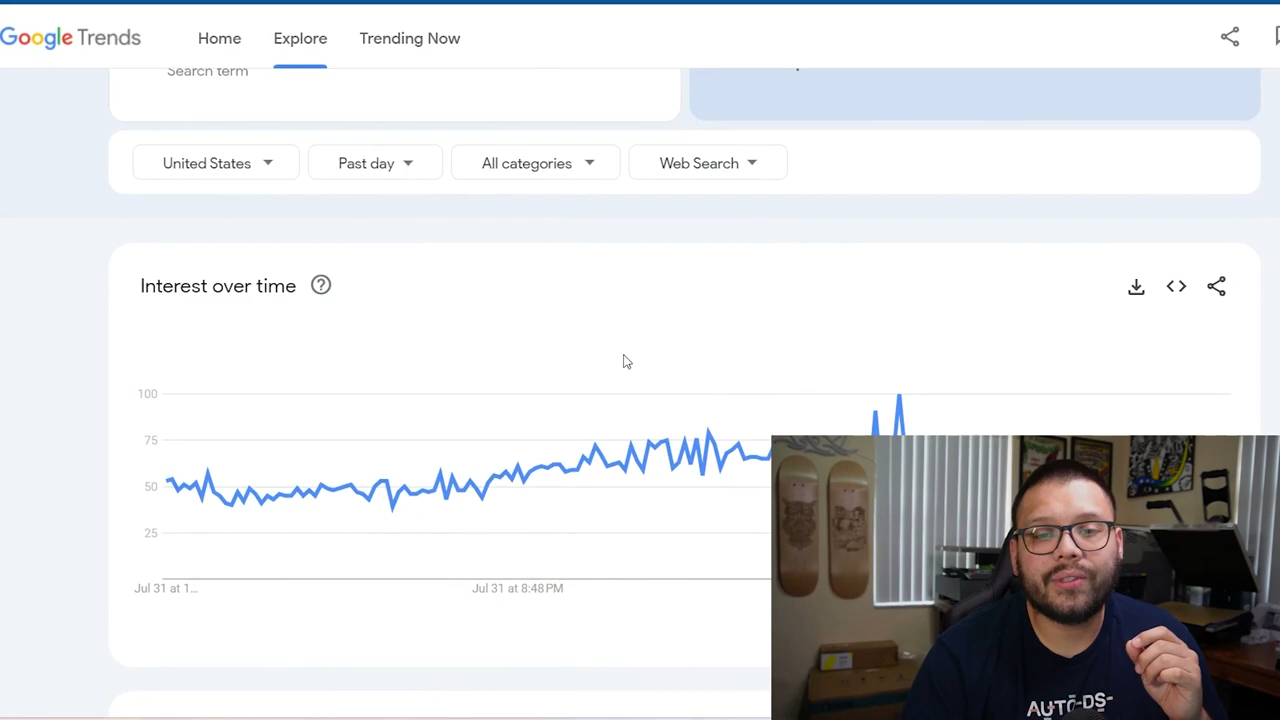 Google Trends
Home
Explore
Trending Now
Search term
United States
Past day
All categories
Web Search
Interest over time
?
100
75
50
25
Jul 31 at 1...
Jul 31 at 8:48 PM
AUTO-DS-